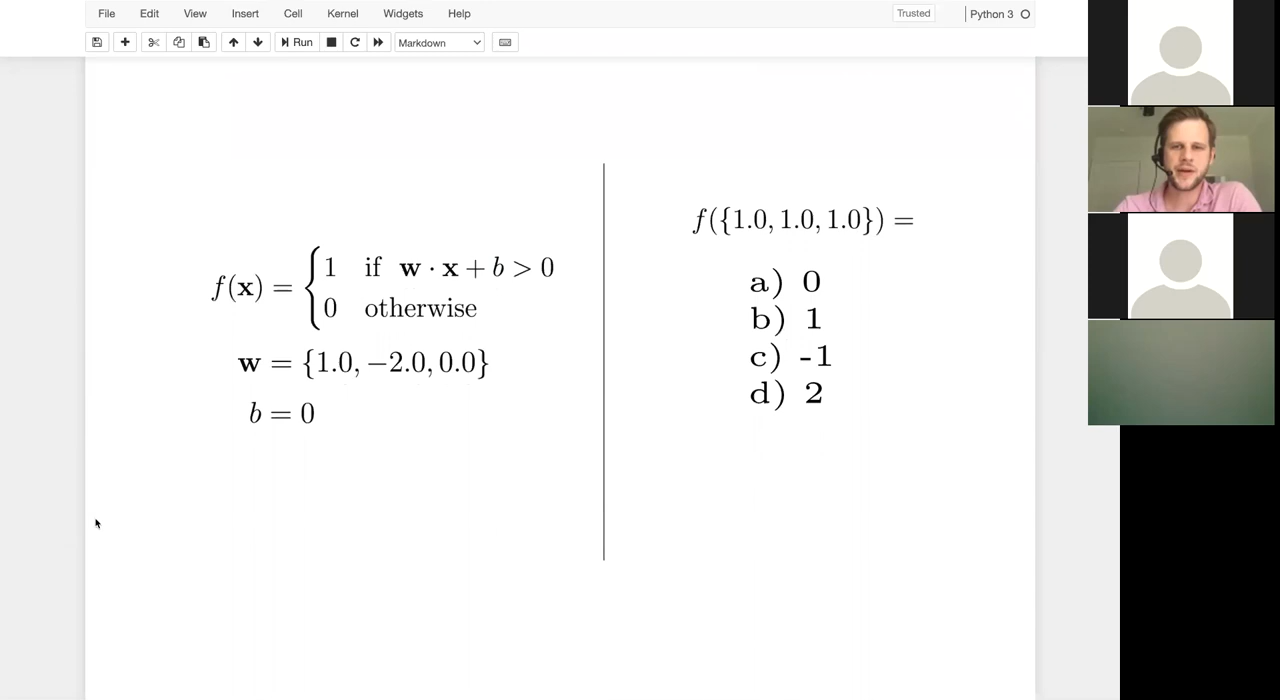 File Edit View Insert Cell Kernel Widgets Help Trusted Python 3
Run Markdown
f(x) = { 1 if w · x + b > 0
0 otherwise
w = {1.0, −2.0, 0.0}
b = 0
f({1.0, 1.0, 1.0}) =
a) 0
b) 1
c) -1
d) 2